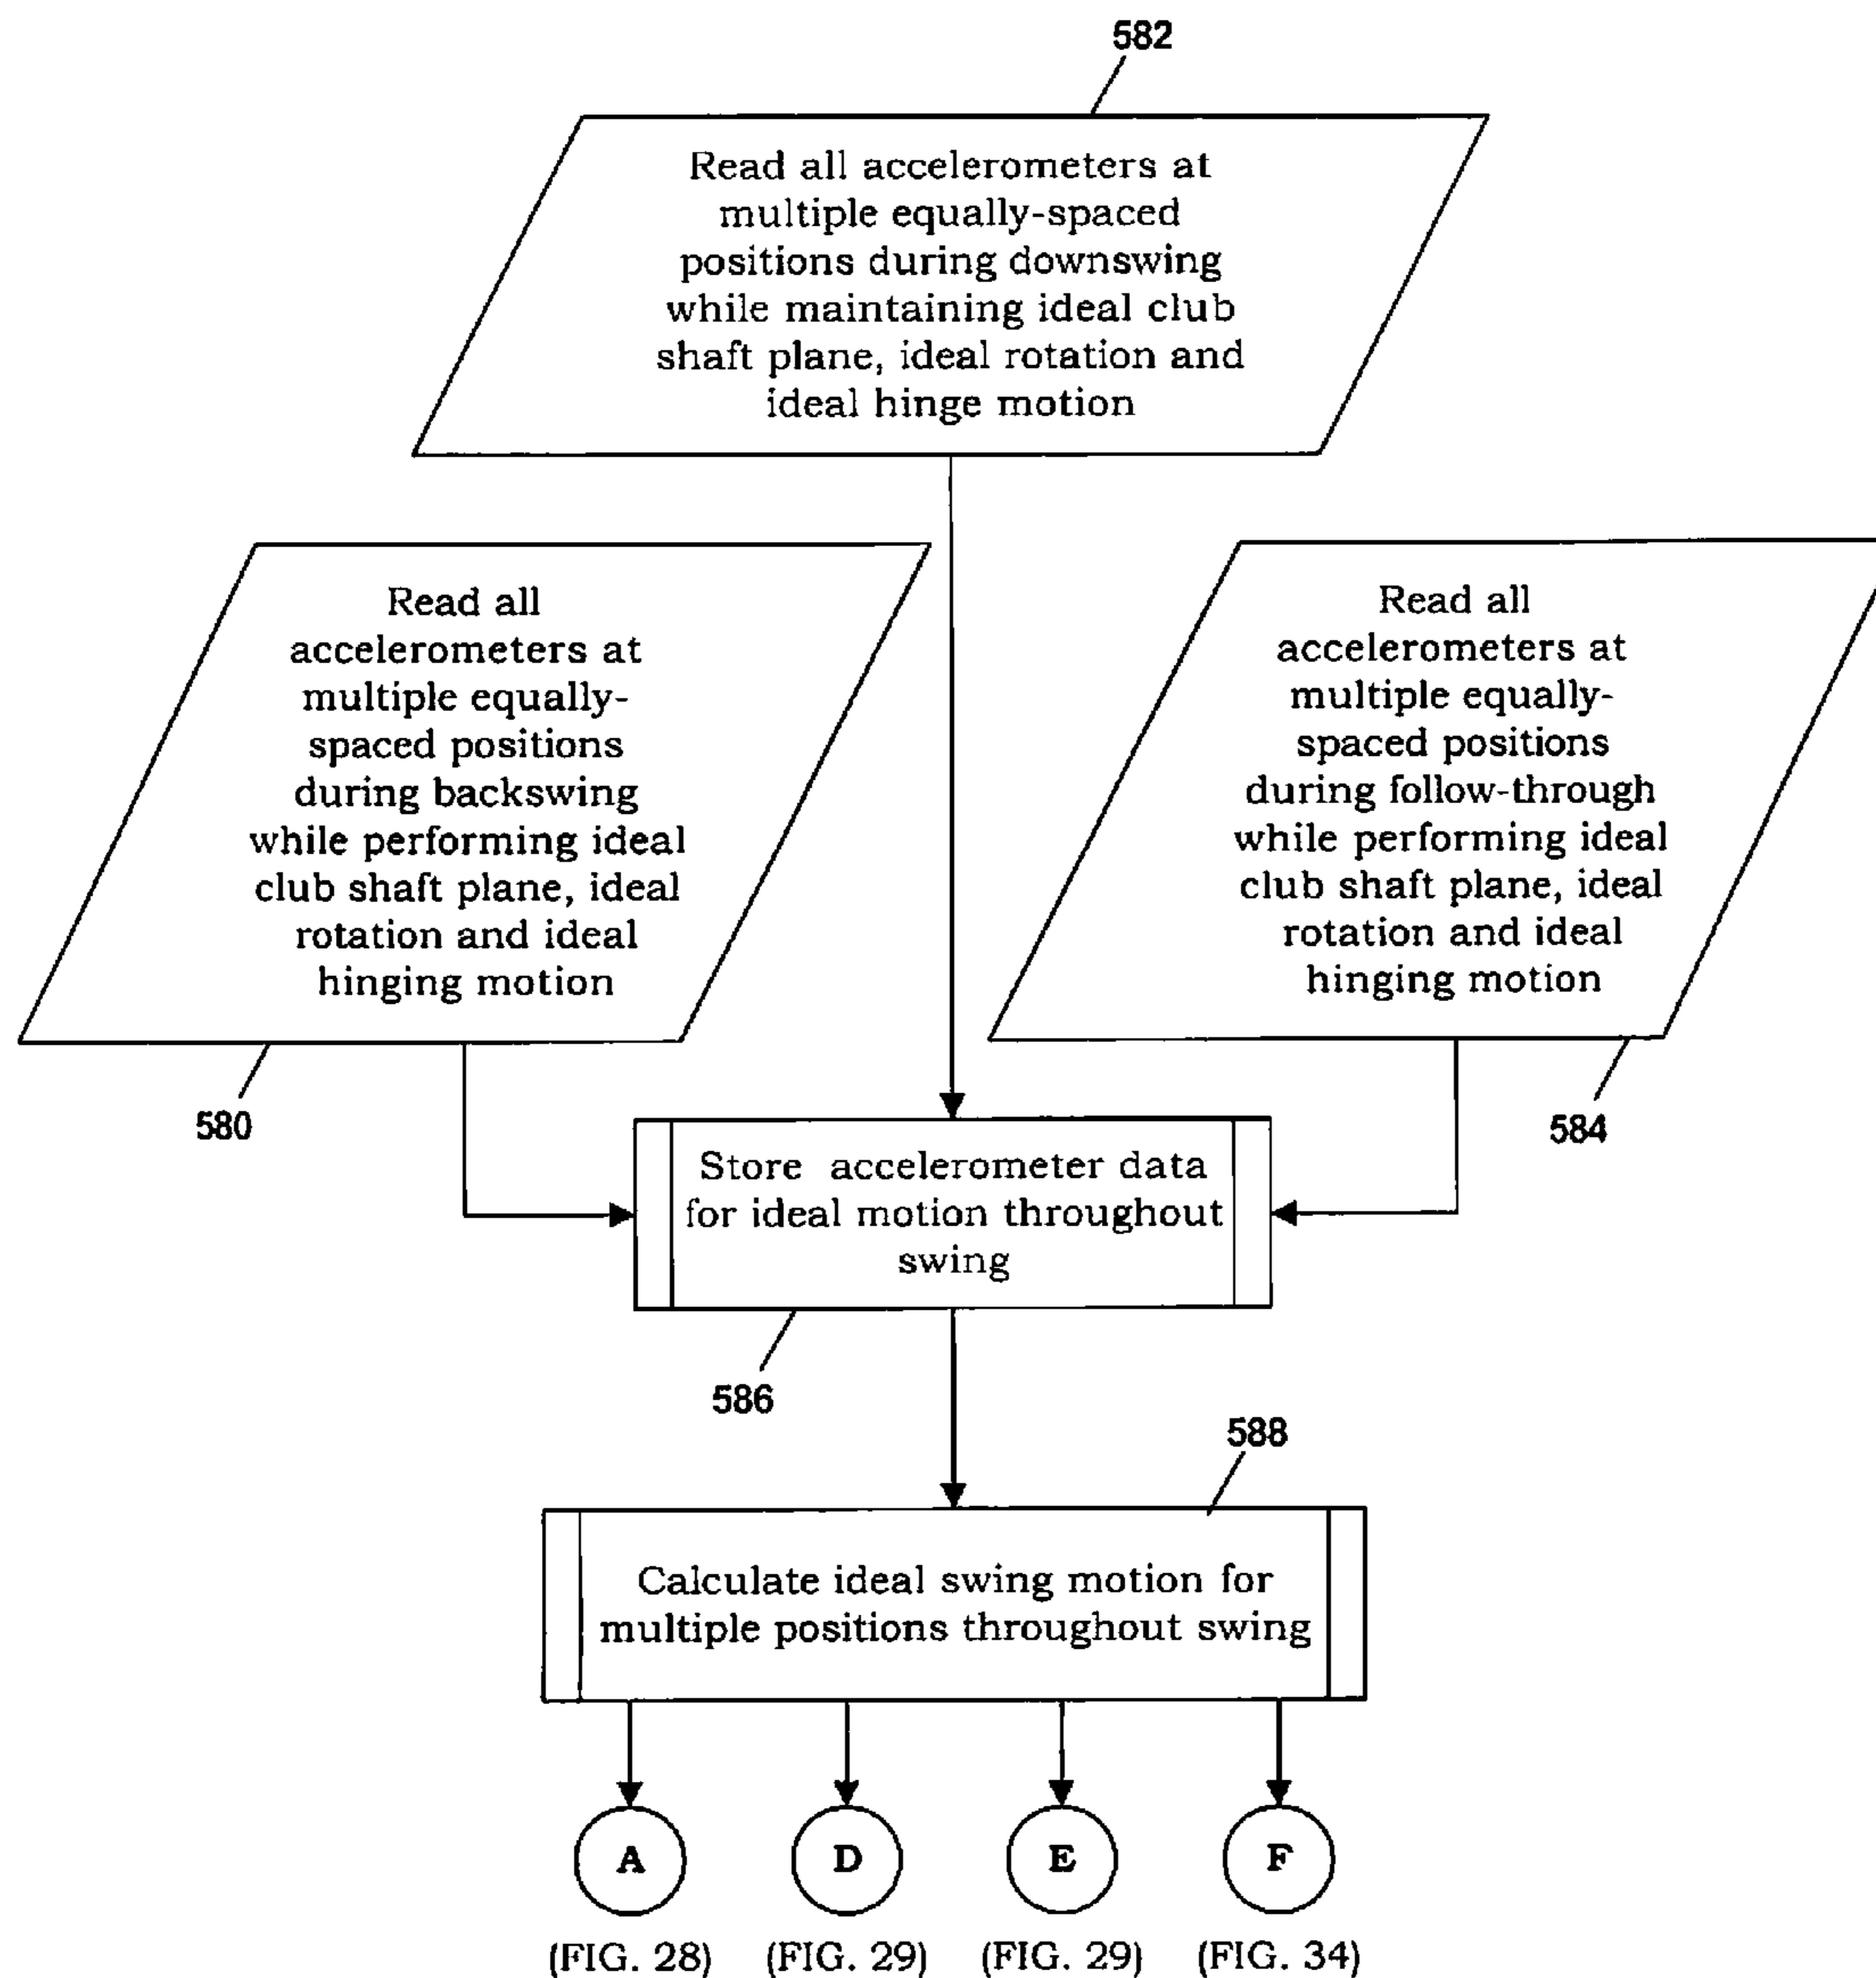 582
Read all accelerometers at
multiple equally-spaced
positions during downswing
while maintaining ideal club
shaft plane, ideal rotation and
ideal hinge motion
Read all
accelerometers at
multiple equally-
spaced positions
during backswing
while performing ideal
club shaft plane, ideal
rotation and ideal
hinging motion
580
Read all
accelerometers at
multiple equally-
spaced positions
during follow-through
while performing ideal
club shaft plane, ideal
rotation and ideal
hinging motion
584
Store accelerometer data
for ideal motion throughout
swing
586
588
Calculate ideal swing motion for
multiple positions throughout swing
A D E F
(FIG. 28) (FIG. 29) (FIG. 29) (FIG. 34)